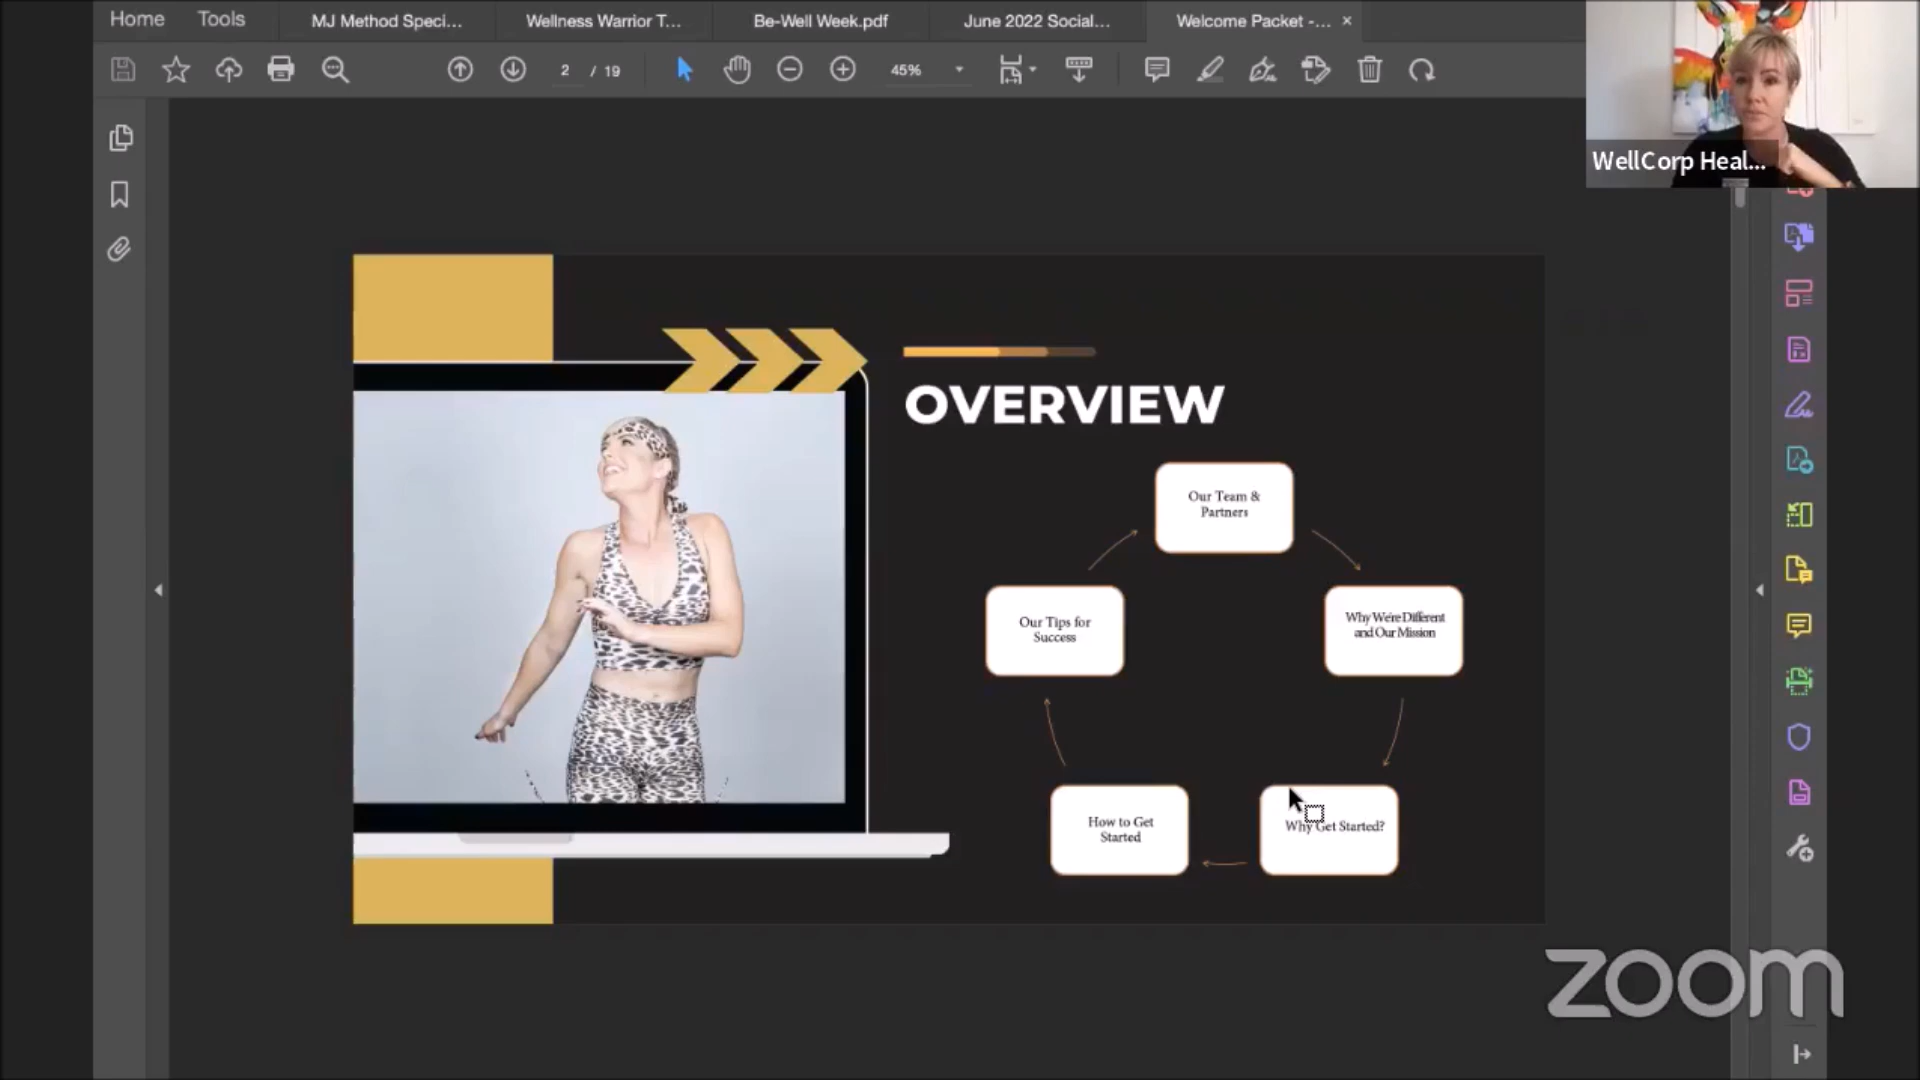 Home
Tools
MJ Method Speci...
Wellness Warrior T...
Be-Well Week.pdf
June 2022 Social...
Welcome Packet -... ×
2 / 19
45%
WellCorp Heal...
OVERVIEW
Our Team &
Partners
Why We're Different
and Our Mission
Why Get Started?
How to Get
Started
Our Tips for
Success
zoom